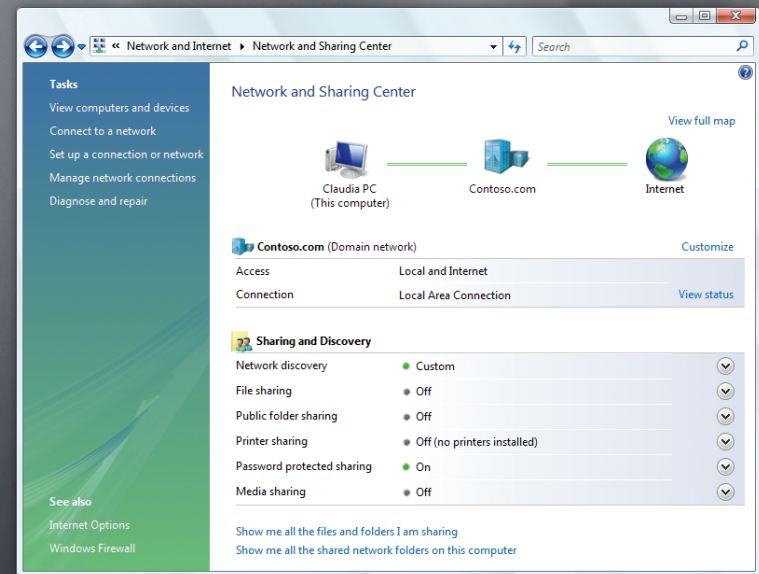 « Network and Internet ▸ Network and Sharing Center
Search
Tasks
View computers and devices
Connect to a network
Set up a connection or network
Manage network connections
Diagnose and repair
See also
Internet Options
Windows Firewall
Network and Sharing Center
View full map
Claudia PC
(This computer)
Contoso.com
Internet
Contoso.com (Domain network) Customize
Access Local and Internet
Connection Local Area Connection View status
Sharing and Discovery
Network discovery Custom
File sharing Off
Public folder sharing Off
Printer sharing Off (no printers installed)
Password protected sharing On
Media sharing Off
Show me all the files and folders I am sharing
Show me all the shared network folders on this computer